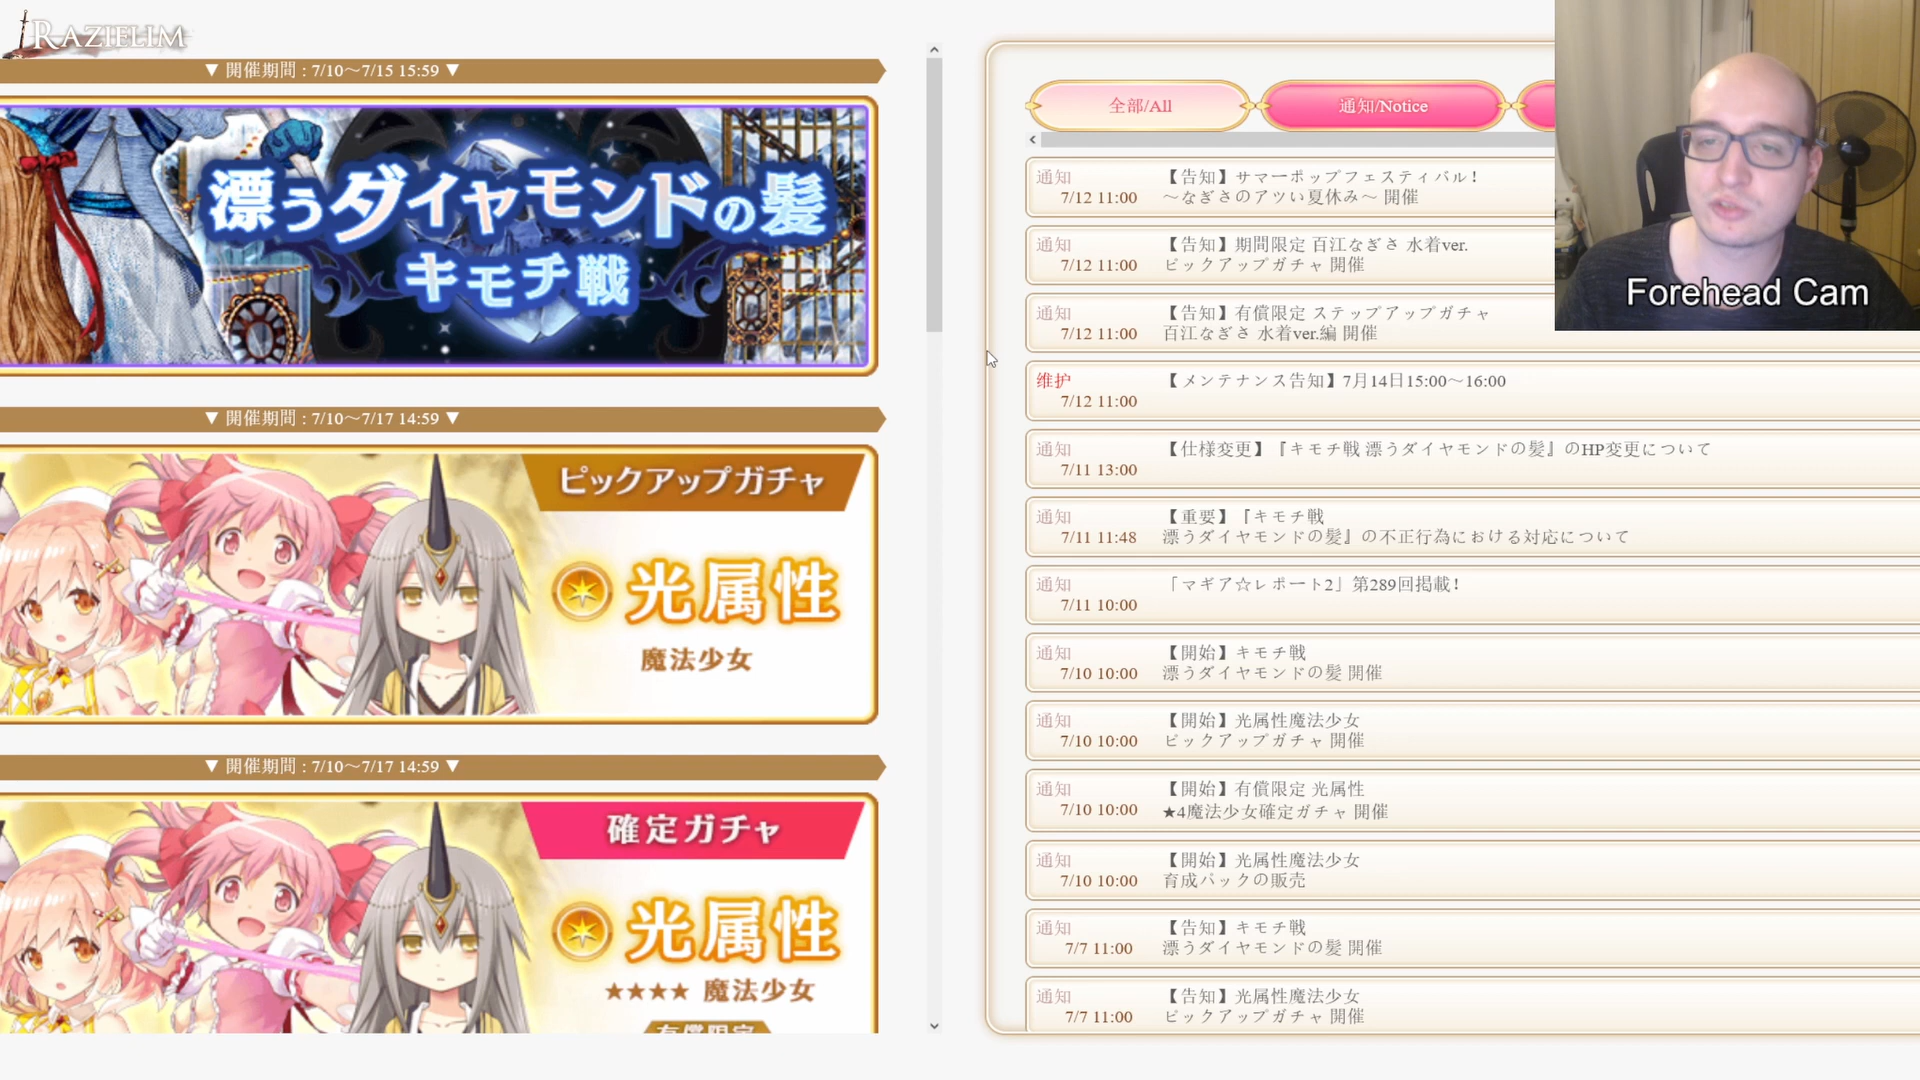 RAZIELIM
▼ 開催期間 : 7/10～7/15 15:59 ▼
漂うダイヤモンドの髪
キモチ戦
▼ 開催期間 : 7/10～7/17 14:59 ▼
ピックアップガチャ
光属性
魔法少女
▼ 開催期間 : 7/10～7/17 14:59 ▼
確定ガチャ
光属性
★★★★ 魔法少女
有償限定
全部/All
通知/Notice
Forehead Cam
通知
7/12 11:00
【告知】サマーポップフェスティバル！
～なぎさのアツい夏休み～ 開催
通知
7/12 11:00
【告知】期間限定 百江なぎさ 水着ver.
ピックアップガチャ 開催
通知
7/12 11:00
【告知】有償限定 ステップアップガチャ
百江なぎさ 水着ver.編 開催
维护
7/12 11:00
【メンテナンス告知】7月14日15:00～16:00
通知
7/11 13:00
【仕様変更】『キモチ戦 漂うダイヤモンドの髪』のHP変更について
通知
7/11 11:48
【重要】『キモチ戦
漂うダイヤモンドの髪』の不正行為における対応について
通知
7/11 10:00
「マギア☆レポート2」第289回掲載！
通知
7/10 10:00
【開始】キモチ戦
漂うダイヤモンドの髪 開催
通知
7/10 10:00
【開始】光属性魔法少女
ピックアップガチャ 開催
通知
7/10 10:00
【開始】有償限定 光属性
★4魔法少女確定ガチャ 開催
通知
7/10 10:00
【開始】光属性魔法少女
育成パックの販売
通知
7/7 11:00
【告知】キモチ戦
漂うダイヤモンドの髪 開催
通知
7/7 11:00
【告知】光属性魔法少女
ピックアップガチャ 開催